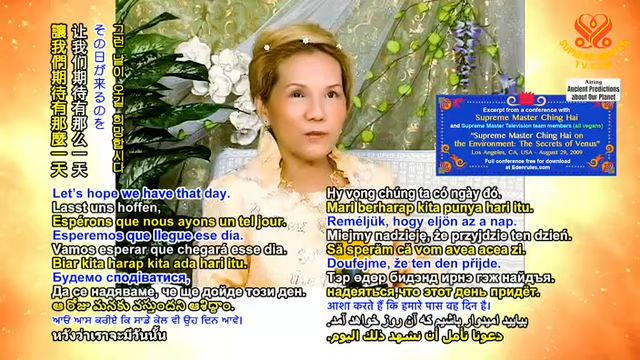 讓我們期待有那麼一天
让我们期待有那么一天
その日が来るのを
그런 날이 오길 희망합시다
SUPREME MASTER TV
Airing
Ancient Predictions
about Our Planet
Excerpt from a conference with
Supreme Master Ching Hai
and Supreme Master Television team members (all vegans)
"Supreme Master Ching Hai on
the Environment: The Secrets of Venus"
Los Angeles, CA, USA - August 29, 2009
Full conference free for download
at Edenrules.com
Let's hope we have that day.
Lasst uns hoffen,
Espérons que nous ayons un tel jour.
Esperemos que llegue ese día.
Vamos esperar que chegará esse dia.
Biar kita harap kita ada hari itu.
Будемо сподіватися,
Да се надяваме, че ще дойде този ден.
ఆ రోజు మనకు వస్తుందని ఆశిద్దాం.
ਆਓ ਆਸ ਕਰੀਏ ਕਿ ਸਾਡੇ ਕੋਲ ਵੀ ਉਹ ਦਿਨ ਆਵੇ।
หวังว่าเราจะมีวันนั้น
Hy vọng chúng ta có ngày đó.
Mari berharap kita punya hari itu.
Reméljük, hogy eljön az a nap.
Miejmy nadzieję, że przyjdzie ten dzień.
Să sperăm că vom avea acea zi.
Doufejme, že ten den přijde.
Тэр өдөр бидэнд ирнэ гэж найдъя.
надеяться,что этот день придёт.
आशा करते हैं कि हमारे पास वह दिन है।
بیایید امیدوار باشیم که آن روز خواهد آمد.
دعونا نأمل أن نشهد ذلك اليوم.